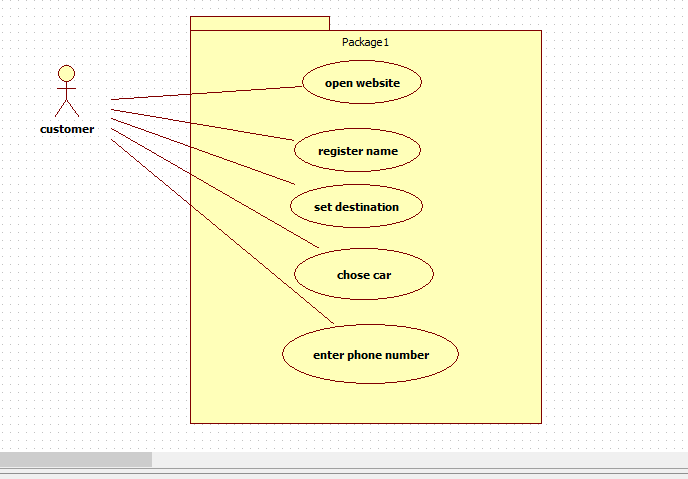 Package1
open website
customer
register name
set destination
chose car
enter phone number